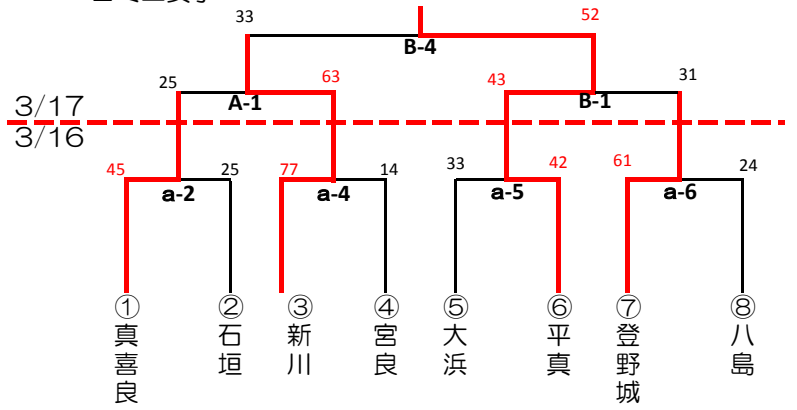 33
52
B-4
25
63
43
31
A-1
B-1
3/17
3/16
45
25
77
14
33
42
61
24
a-2
a-4
a-5
a-6
①真喜良
②石垣
③新川
④宮良
⑤大浜
⑥平真
⑦登野城
⑧八島